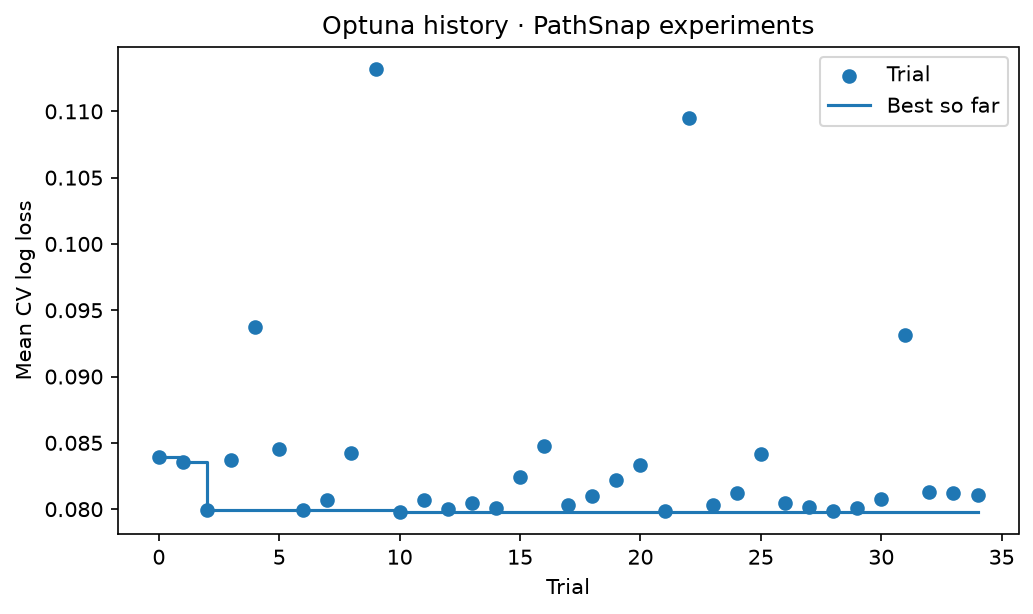 Optuna history · PathSnap experiments
Trial
Best so far
Mean CV log loss
0.110
0.105
0.100
0.095
0.090
0.085
0.080
0 5 10 15 20 25 30 35
Trial